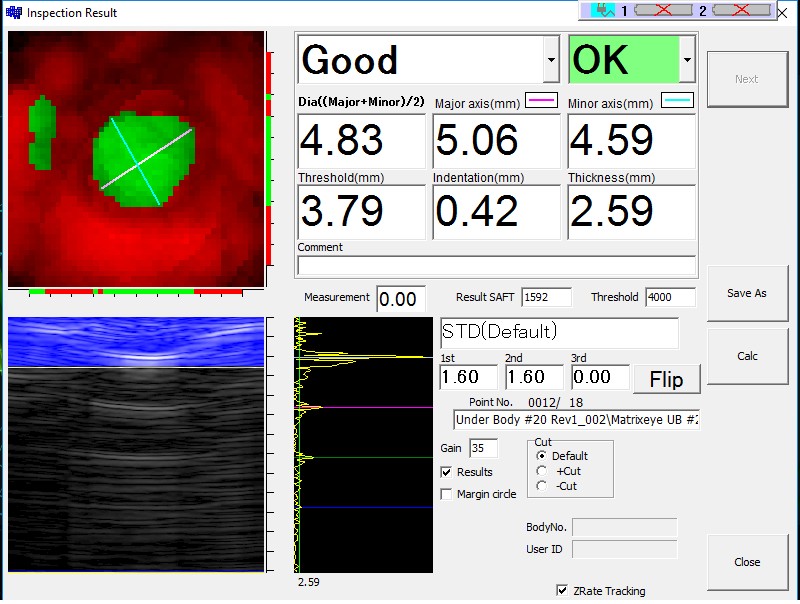 Inspection Result
1 2
Good OK
Next
Dia((Major+Minor)/2) Major axis(mm) Minor axis(mm)
4.83 5.06 4.59
Threshold(mm) Indentation(mm) Thickness(mm)
3.79 0.42 2.59
Comment
Measurement 0.00 Result SAFT 1592 Threshold 4000
Save As
STD(Default)
1st 2nd 3rd
1.60 1.60 0.00 Flip
Calc
Point No. 0012/ 18
Under Body #20 Rev1_002\Matrixeye UB #2
Gain 35
Cut
Default
Results
+Cut
-Cut
Margin circle
BodyNo.
User ID
Close
2.59
ZRate Tracking